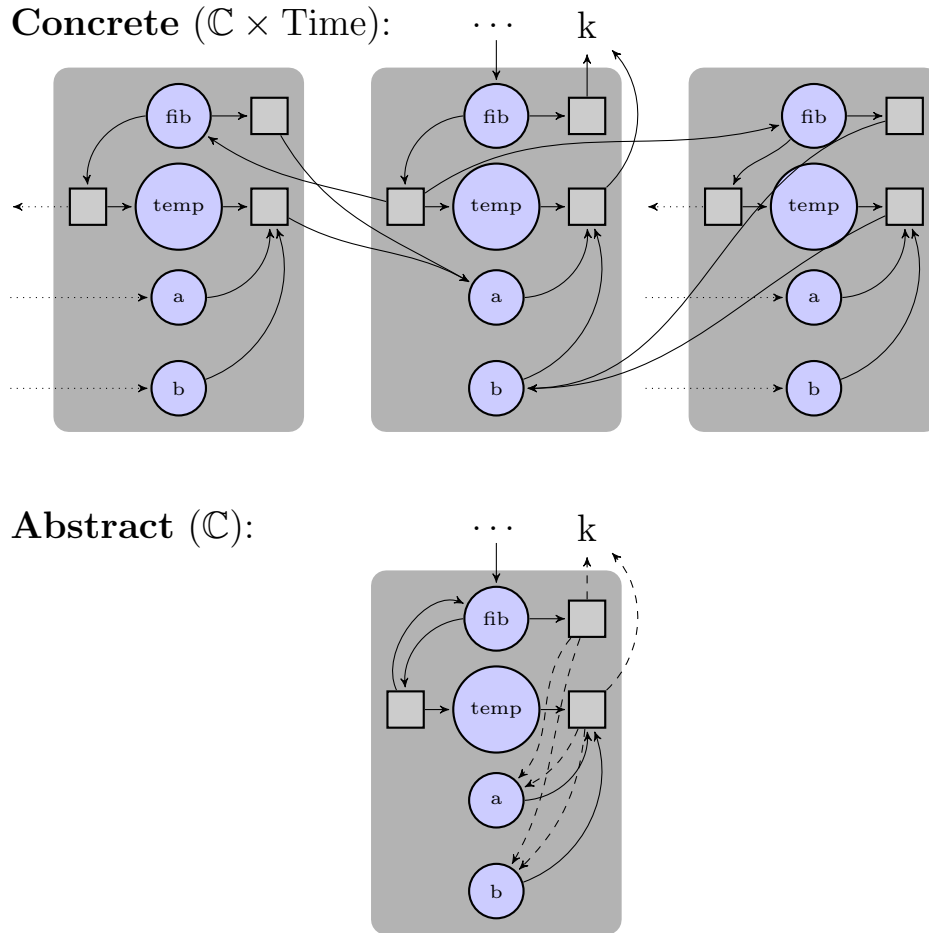 Concrete (ℂ × Time):
··· k
fib fib fib
temp temp temp
a a a
b b b
Abstract (ℂ):
··· k
fib
temp
a
b